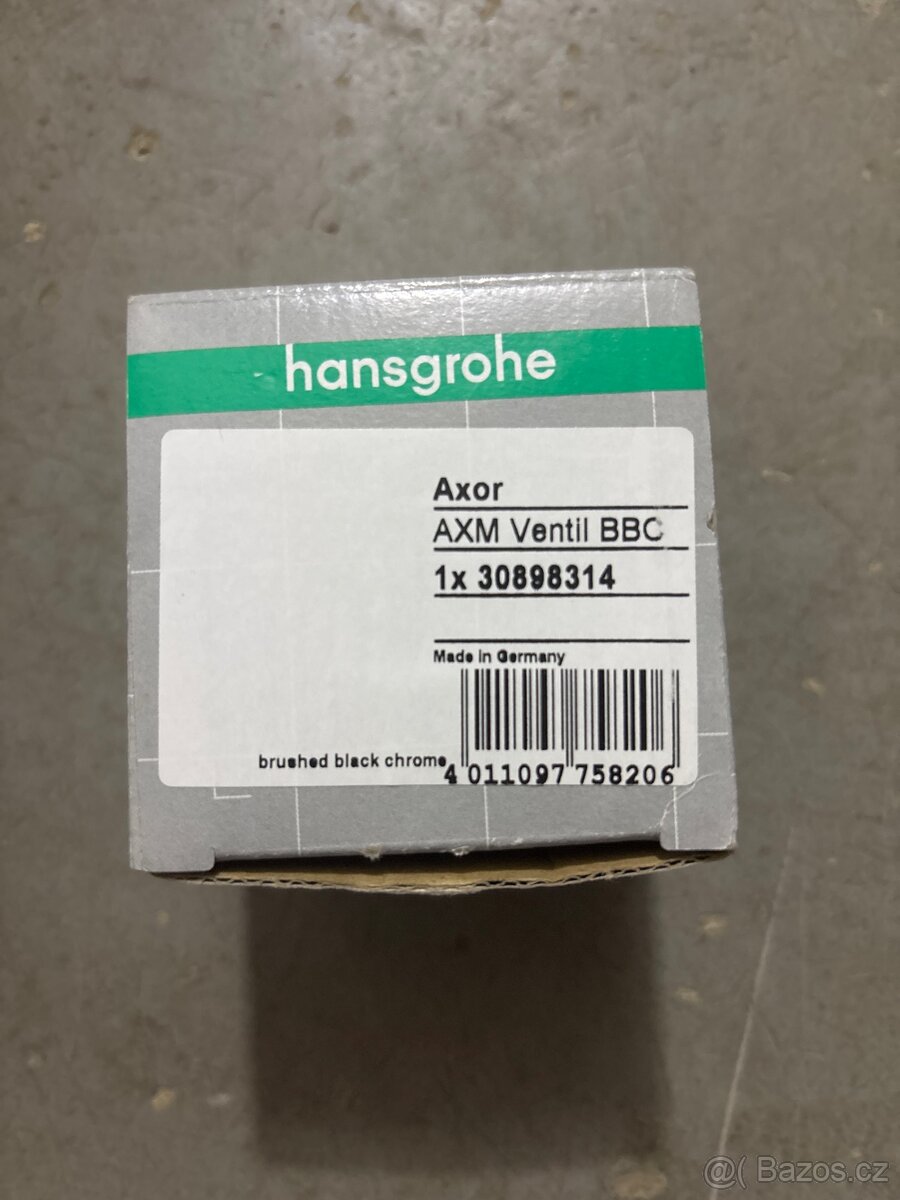 hansgrohe
Axor
AXM Ventil BBC
1x 30898314
Made in Germany
brushed black chrome
4 011097 758206
@( Bazos.cz